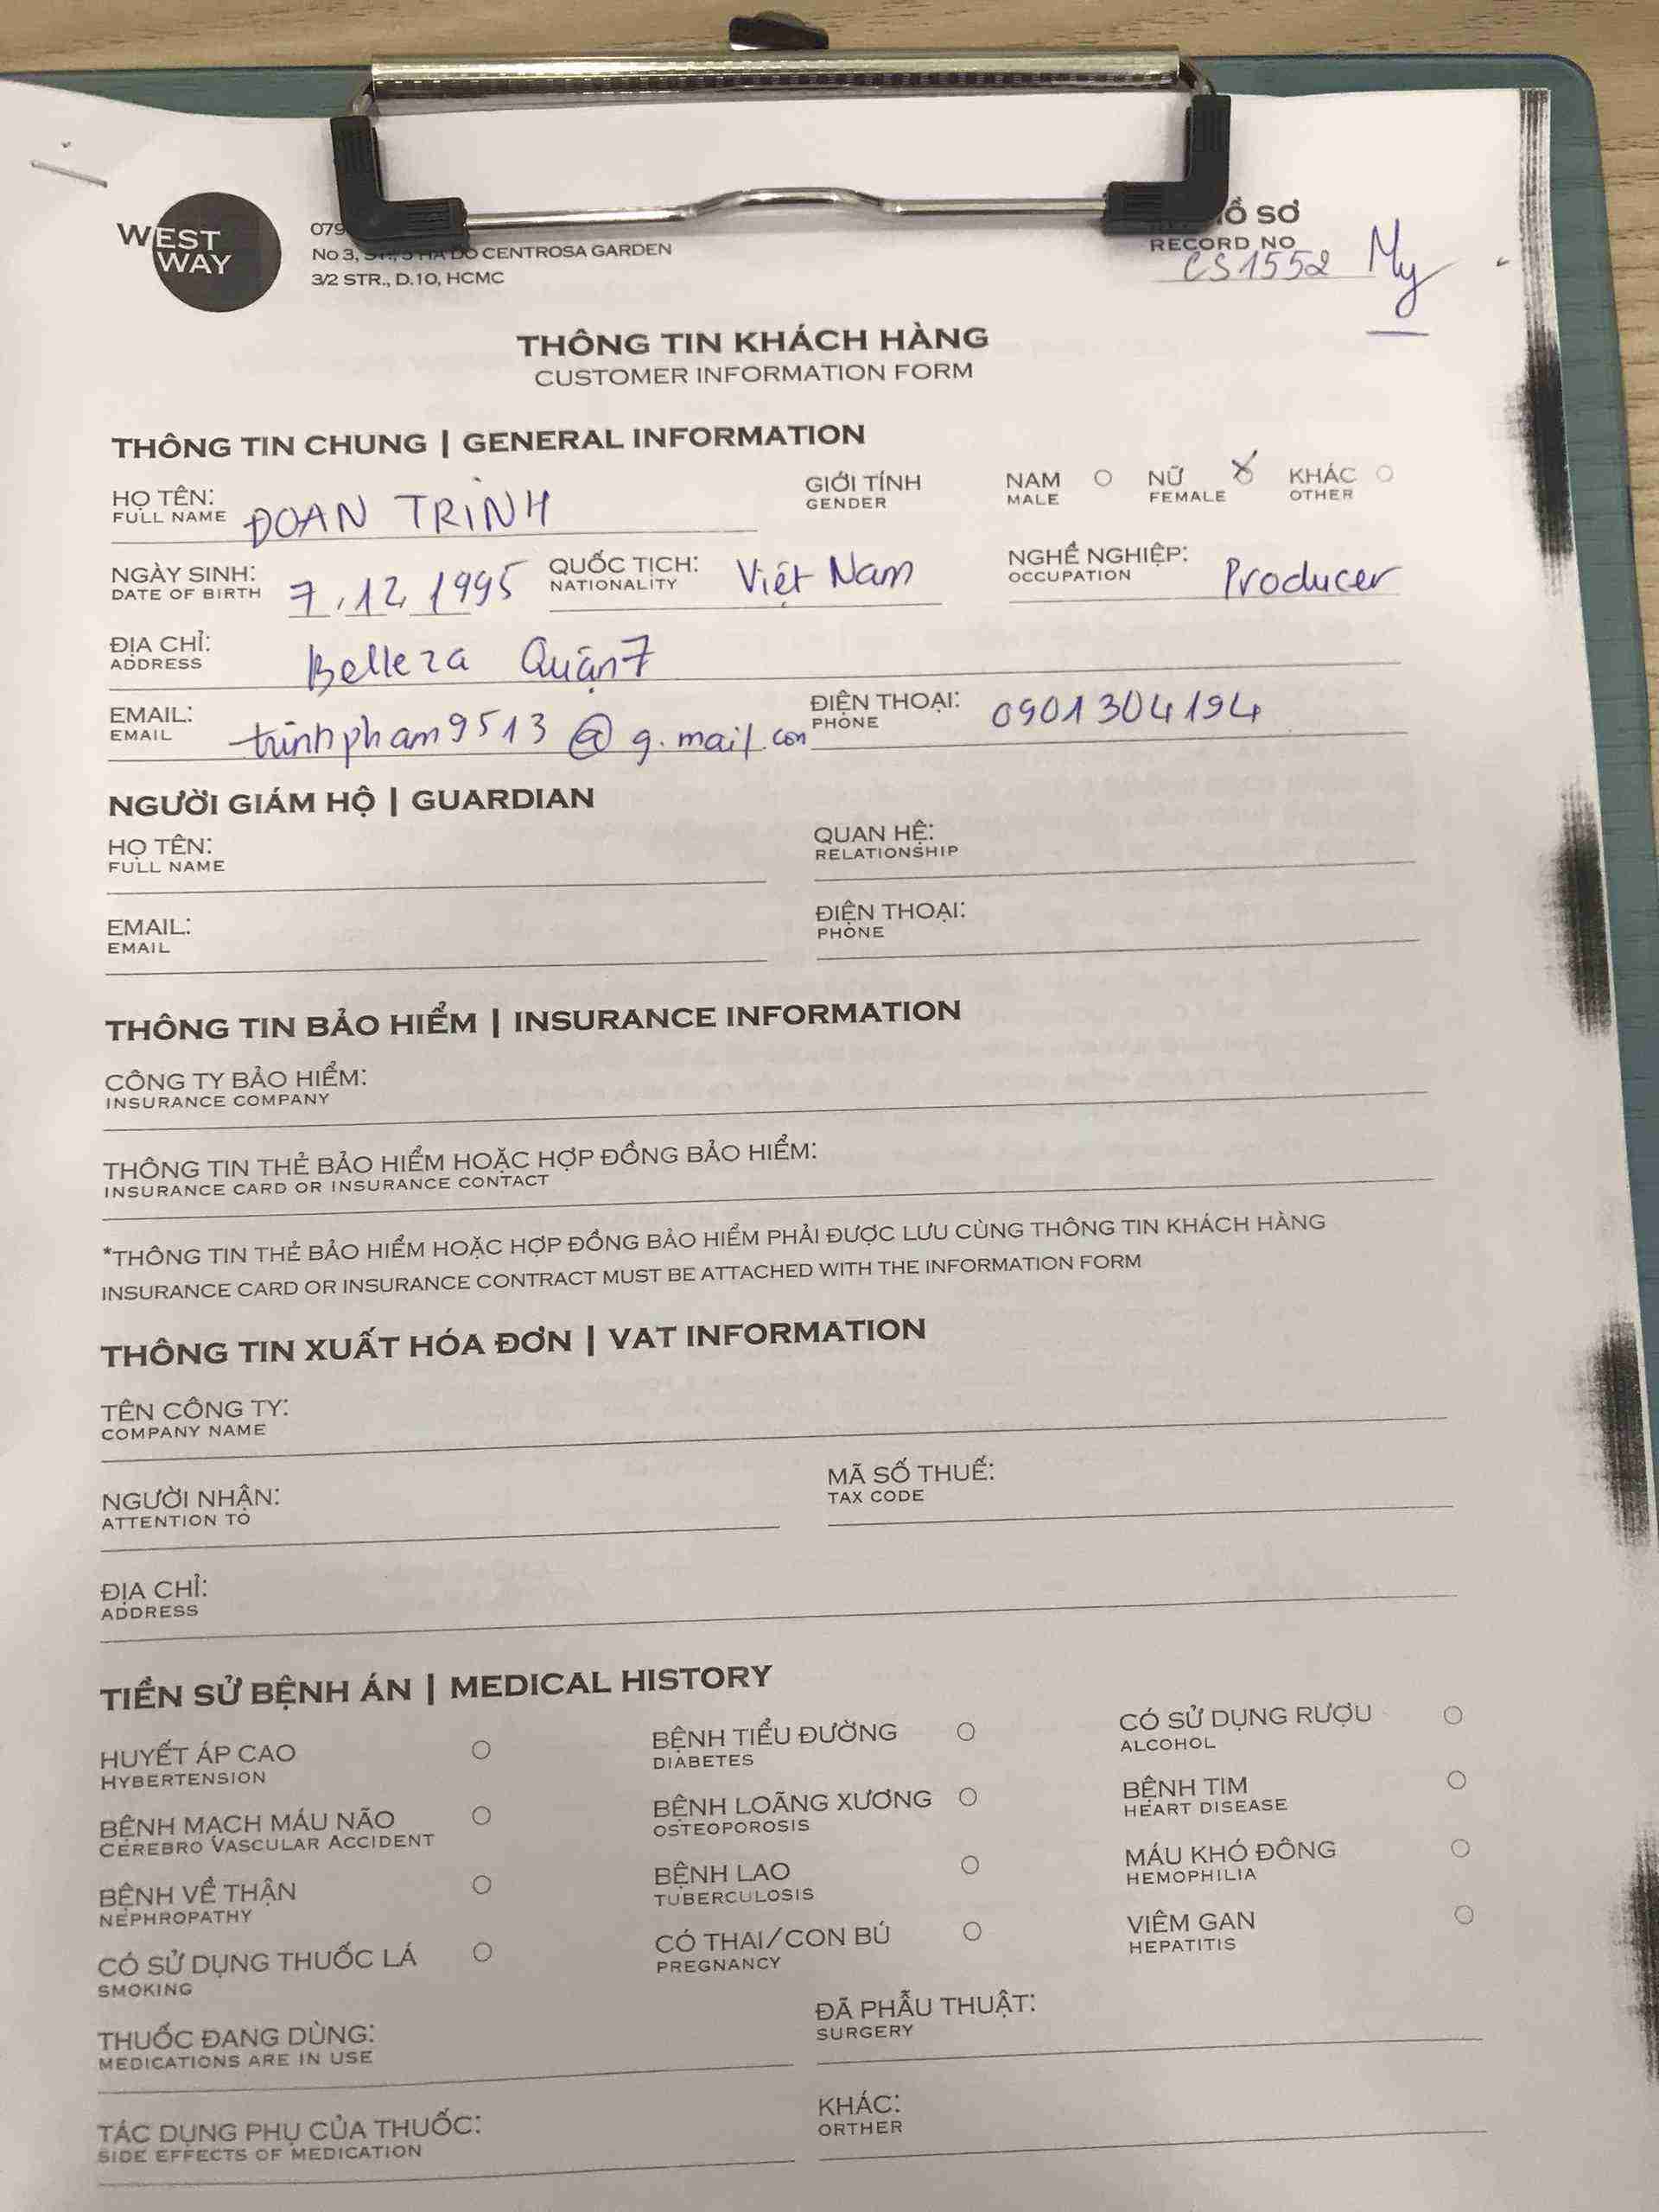 WEST
WAY
079
No 3, HA DO CENTROSA GARDEN
3/2 STR., D.10, HCMC
HỒ SƠ
RECORD NO
CS1552 My
THÔNG TIN KHÁCH HÀNG
CUSTOMER INFORMATION FORM
THÔNG TIN CHUNG | GENERAL INFORMATION
HỌ TÊN: ĐOAN TRINH GIỚI TÍNH NAM NỮ KHÁC
FULL NAME GENDER MALE FEMALE OTHER
NGÀY SINH: 7.12.1995 QUỐC TỊCH: Việt Nam NGHỀ NGHIỆP: Producer
DATE OF BIRTH NATIONALITY OCCUPATION
ĐỊA CHỈ: Belleza Quận 7
ADDRESS
EMAIL: trinhpham9513@g.mail.com ĐIỆN THOẠI: 0901304194
EMAIL PHONE
NGƯỜI GIÁM HỘ | GUARDIAN
HỌ TÊN: QUAN HỆ:
FULL NAME RELATIONSHIP
EMAIL: ĐIỆN THOẠI:
EMAIL PHONE
THÔNG TIN BẢO HIỂM | INSURANCE INFORMATION
CÔNG TY BẢO HIỂM:
INSURANCE COMPANY
THÔNG TIN THẺ BẢO HIỂM HOẶC HỢP ĐỒNG BẢO HIỂM:
INSURANCE CARD OR INSURANCE CONTACT
*THÔNG TIN THẺ BẢO HIỂM HOẶC HỢP ĐỒNG BẢO HIỂM PHẢI ĐƯỢC LƯU CÙNG THÔNG TIN KHÁCH HÀNG
INSURANCE CARD OR INSURANCE CONTRACT MUST BE ATTACHED WITH THE INFORMATION FORM
THÔNG TIN XUẤT HÓA ĐƠN | VAT INFORMATION
TÊN CÔNG TY:
COMPANY NAME
NGƯỜI NHẬN: MÃ SỐ THUẾ:
ATTENTION TO TAX CODE
ĐỊA CHỈ:
ADDRESS
TIỀN SỬ BỆNH ÁN | MEDICAL HISTORY
HUYẾT ÁP CAO BỆNH TIỂU ĐƯỜNG CÓ SỬ DỤNG RƯỢU
HYBERTENSION DIABETES ALCOHOL
BỆNH MẠCH MÁU NÃO BỆNH LOÃNG XƯƠNG BỆNH TIM
CEREBRO VASCULAR ACCIDENT OSTEOPOROSIS HEART DISEASE
BỆNH VỀ THẬN BỆNH LAO MÁU KHÓ ĐÔNG
NEPHROPATHY TUBERCULOSIS HEMOPHILIA
CÓ SỬ DỤNG THUỐC LÁ CÓ THAI/CON BÚ VIÊM GAN
SMOKING PREGNANCY HEPATITIS
THUỐC ĐANG DÙNG: ĐÃ PHẪU THUẬT:
MEDICATIONS ARE IN USE SURGERY
TÁC DỤNG PHỤ CỦA THUỐC: KHÁC:
SIDE EFFECTS OF MEDICATION ORTHER